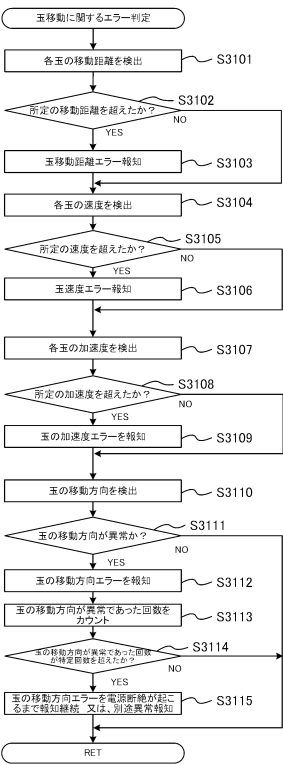 玉移動に関するエラー判定
各玉の移動距離を検出
S3101
S3102
所定の移動距離を超えたか？
NO
YES
玉移動距離エラー報知
S3103
各玉の速度を検出
S3104
S3105
所定の速度を超えたか？
NO
YES
玉速度エラー報知
S3106
各玉の加速度を検出
S3107
S3108
所定の加速度を超えたか？
NO
YES
玉の加速度エラーを報知
S3109
玉の移動方向を検出
S3110
S3111
玉の移動方向が異常か？
NO
YES
玉の移動方向エラーを報知
S3112
玉の移動方向が異常であった回数を
カウント
S3113
S3114
玉の移動方向が異常であった回数
が特定回数を超えたか？
NO
YES
玉の移動方向エラーを電源断絶が起こ
るまで報知継続 又は、別途異常報知
S3115
RET